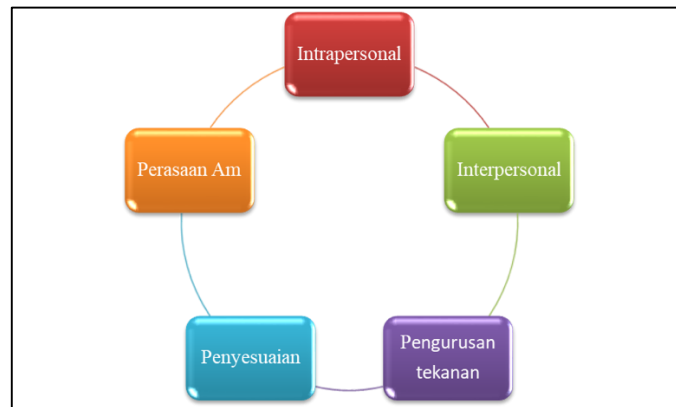 Intrapersonal
Interpersonal
Pengurusan
tekanan
Penyesuaian
Perasaan Am